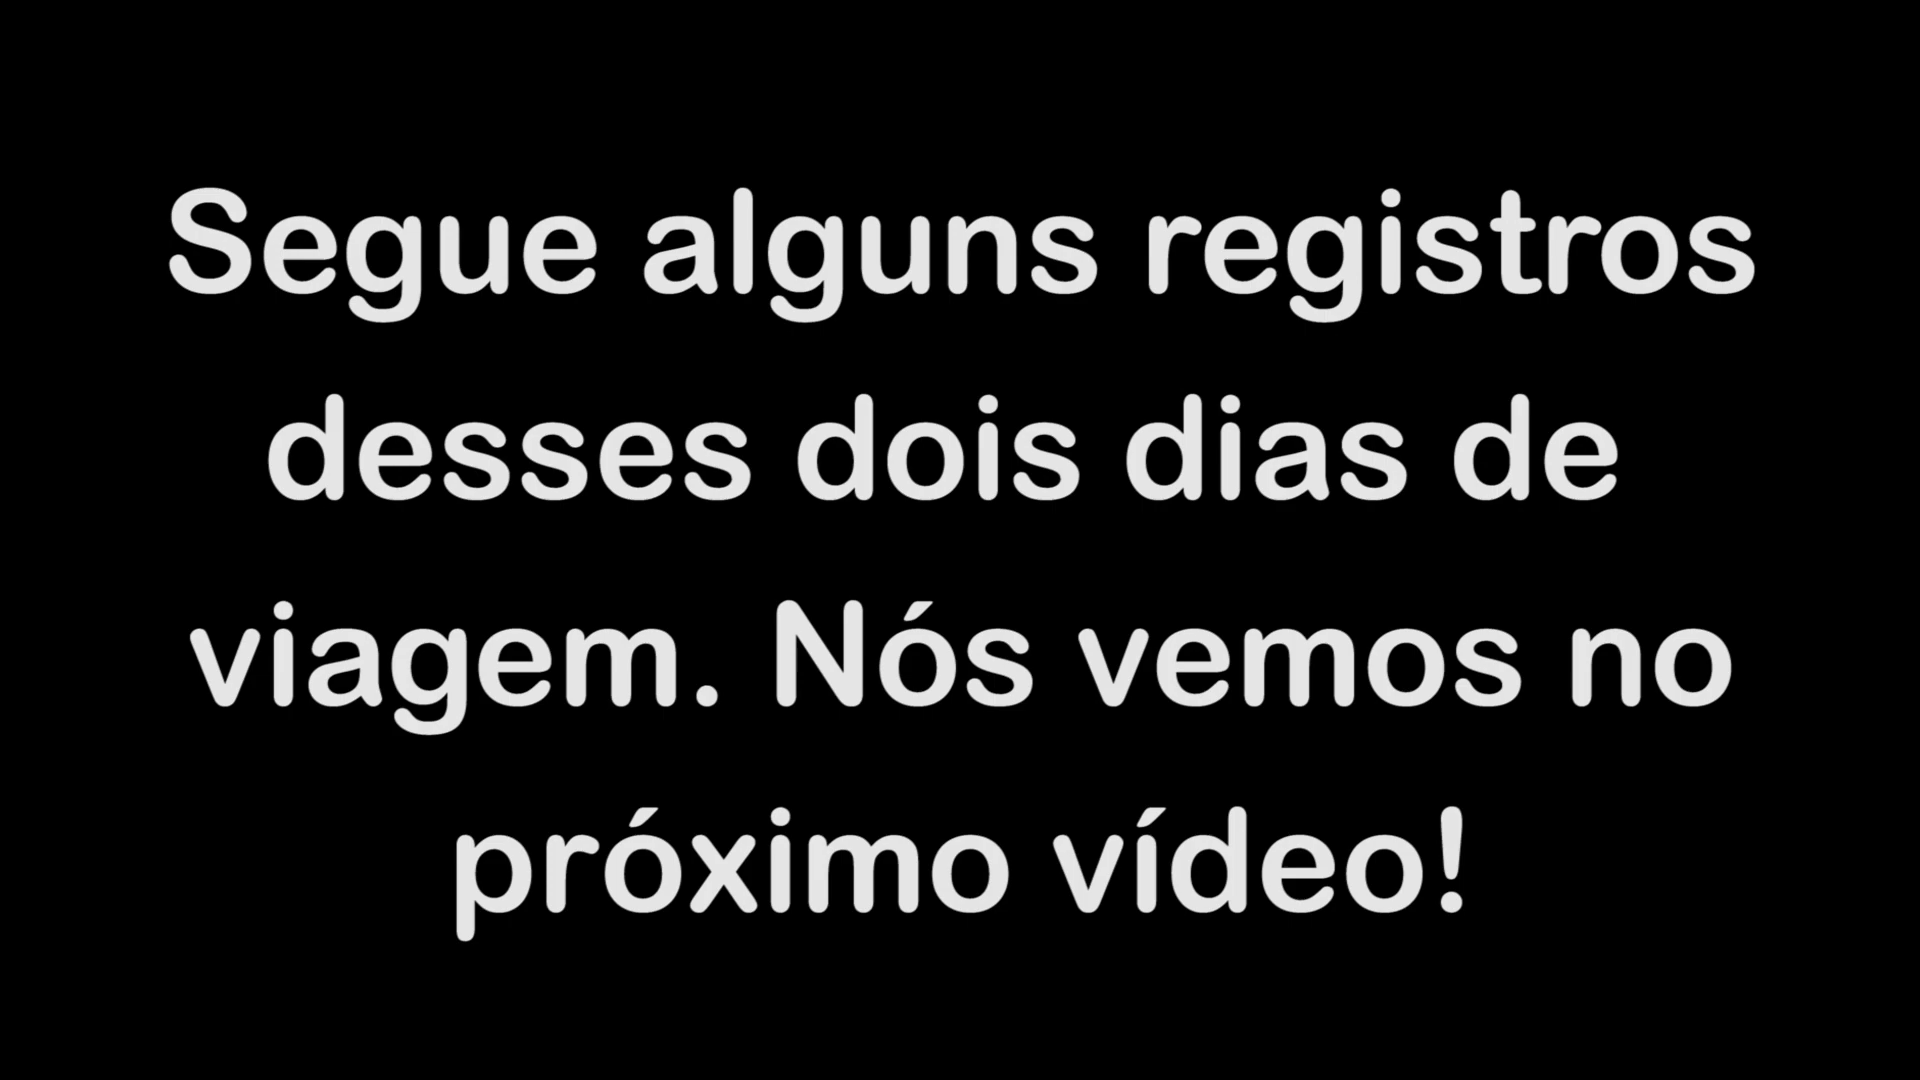 Segue alguns registros
desses dois dias de
viagem. Nós vemos no
próximo vídeo!